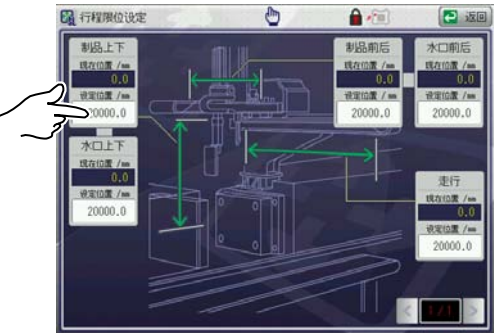 行程限位设定
返回
制品上下
现在位置 /mm
0.0
设定位置 /mm
20000.0
水口上下
现在位置 /mm
0.0
设定位置 /mm
20000.0
制品前后
现在位置 /mm
0.0
设定位置 /mm
20000.0
水口前后
现在位置 /mm
0.0
设定位置 /mm
20000.0
走行
现在位置 /mm
0.0
设定位置 /mm
20000.0
1/1